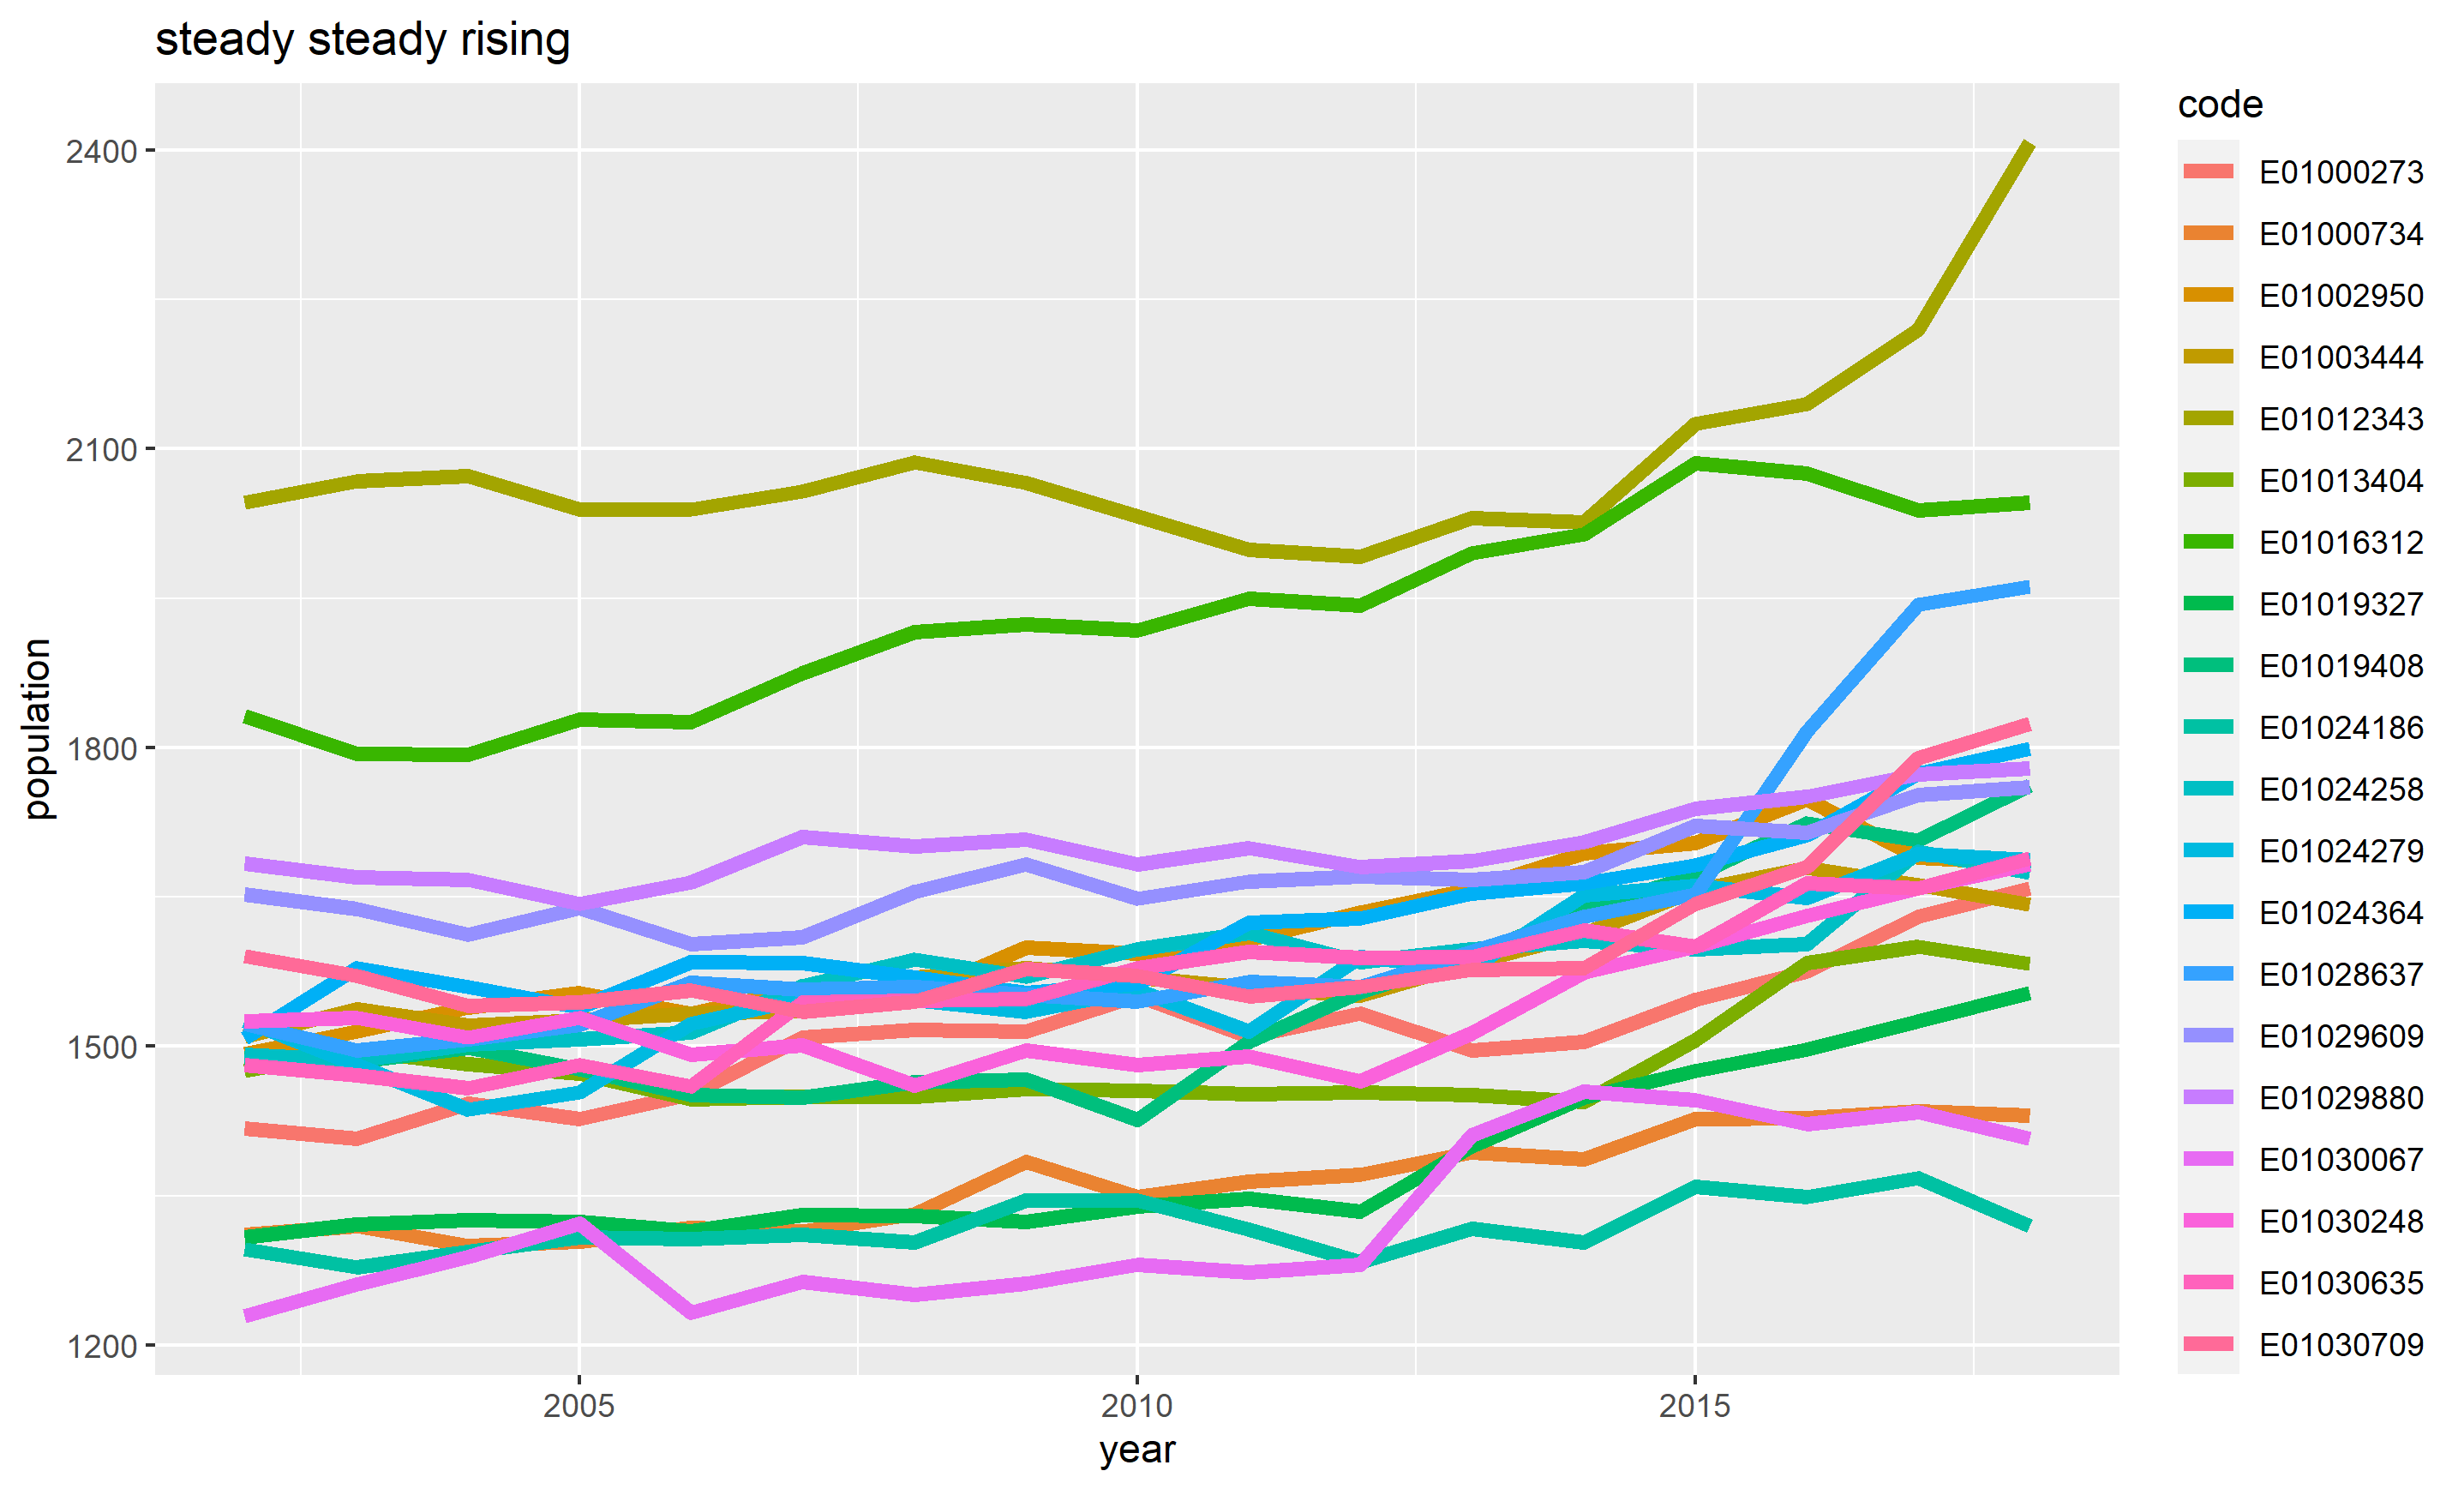 steady steady rising
population
2400
2100
1800
1500
1200
2005
2010
2015
year
code
E01000273
E01000734
E01002950
E01003444
E01012343
E01013404
E01016312
E01019327
E01019408
E01024186
E01024258
E01024279
E01024364
E01028637
E01029609
E01029880
E01030067
E01030248
E01030635
E01030709